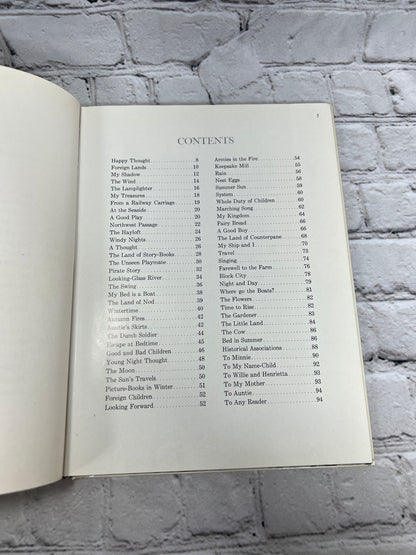 7
CONTENTS
Happy Thought 8
Foreign Lands 10
My Shadow 12
The Wind 14
The Lamplighter 16
My Treasures 18
From a Railway Carriage 19
At the Seaside 20
A Good Play 20
Northwest Passage 22
The Hayloft 24
Windy Nights 26
A Thought 26
The Land of Story-Books 28
The Unseen Playmate 30
Pirate Story 32
Looking-Glass River 34
The Swing 36
My Bed is a Boat 38
The Land of Nod 39
Wintertime 40
Autumn Fires 42
Auntie's Skirts 42
The Dumb Soldier 44
Escape at Bedtime 46
Good and Bad Children 47
Young Night Thought 48
The Moon 50
The Sun's Travels 50
Picture-Books in Winter 51
Foreign Children 52
Looking Forward 52
Armies in the Fire 54
Keepsake Mill 55
Rain 56
Nest Eggs 58
Summer Sun 59
System 60
Whole Duty of Children 60
Marching Song 62
My Kingdom 64
Fairy Bread 66
A Good Boy 67
The Land of Counterpane 68
My Ship and I 70
Travel 73
Singing 74
Farewell to the Farm 76
Block City 78
Night and Day 79
Where go the Boats? 81
The Flowers 82
Time to Rise 82
The Gardener 83
The Little Land 84
The Cow 87
Bed in Summer 88
Historical Associations 88
To Minnie 90
To My Name-Child 92
To Willie and Henrietta 93
To My Mother 93
To Auntie 94
To Any Reader 94